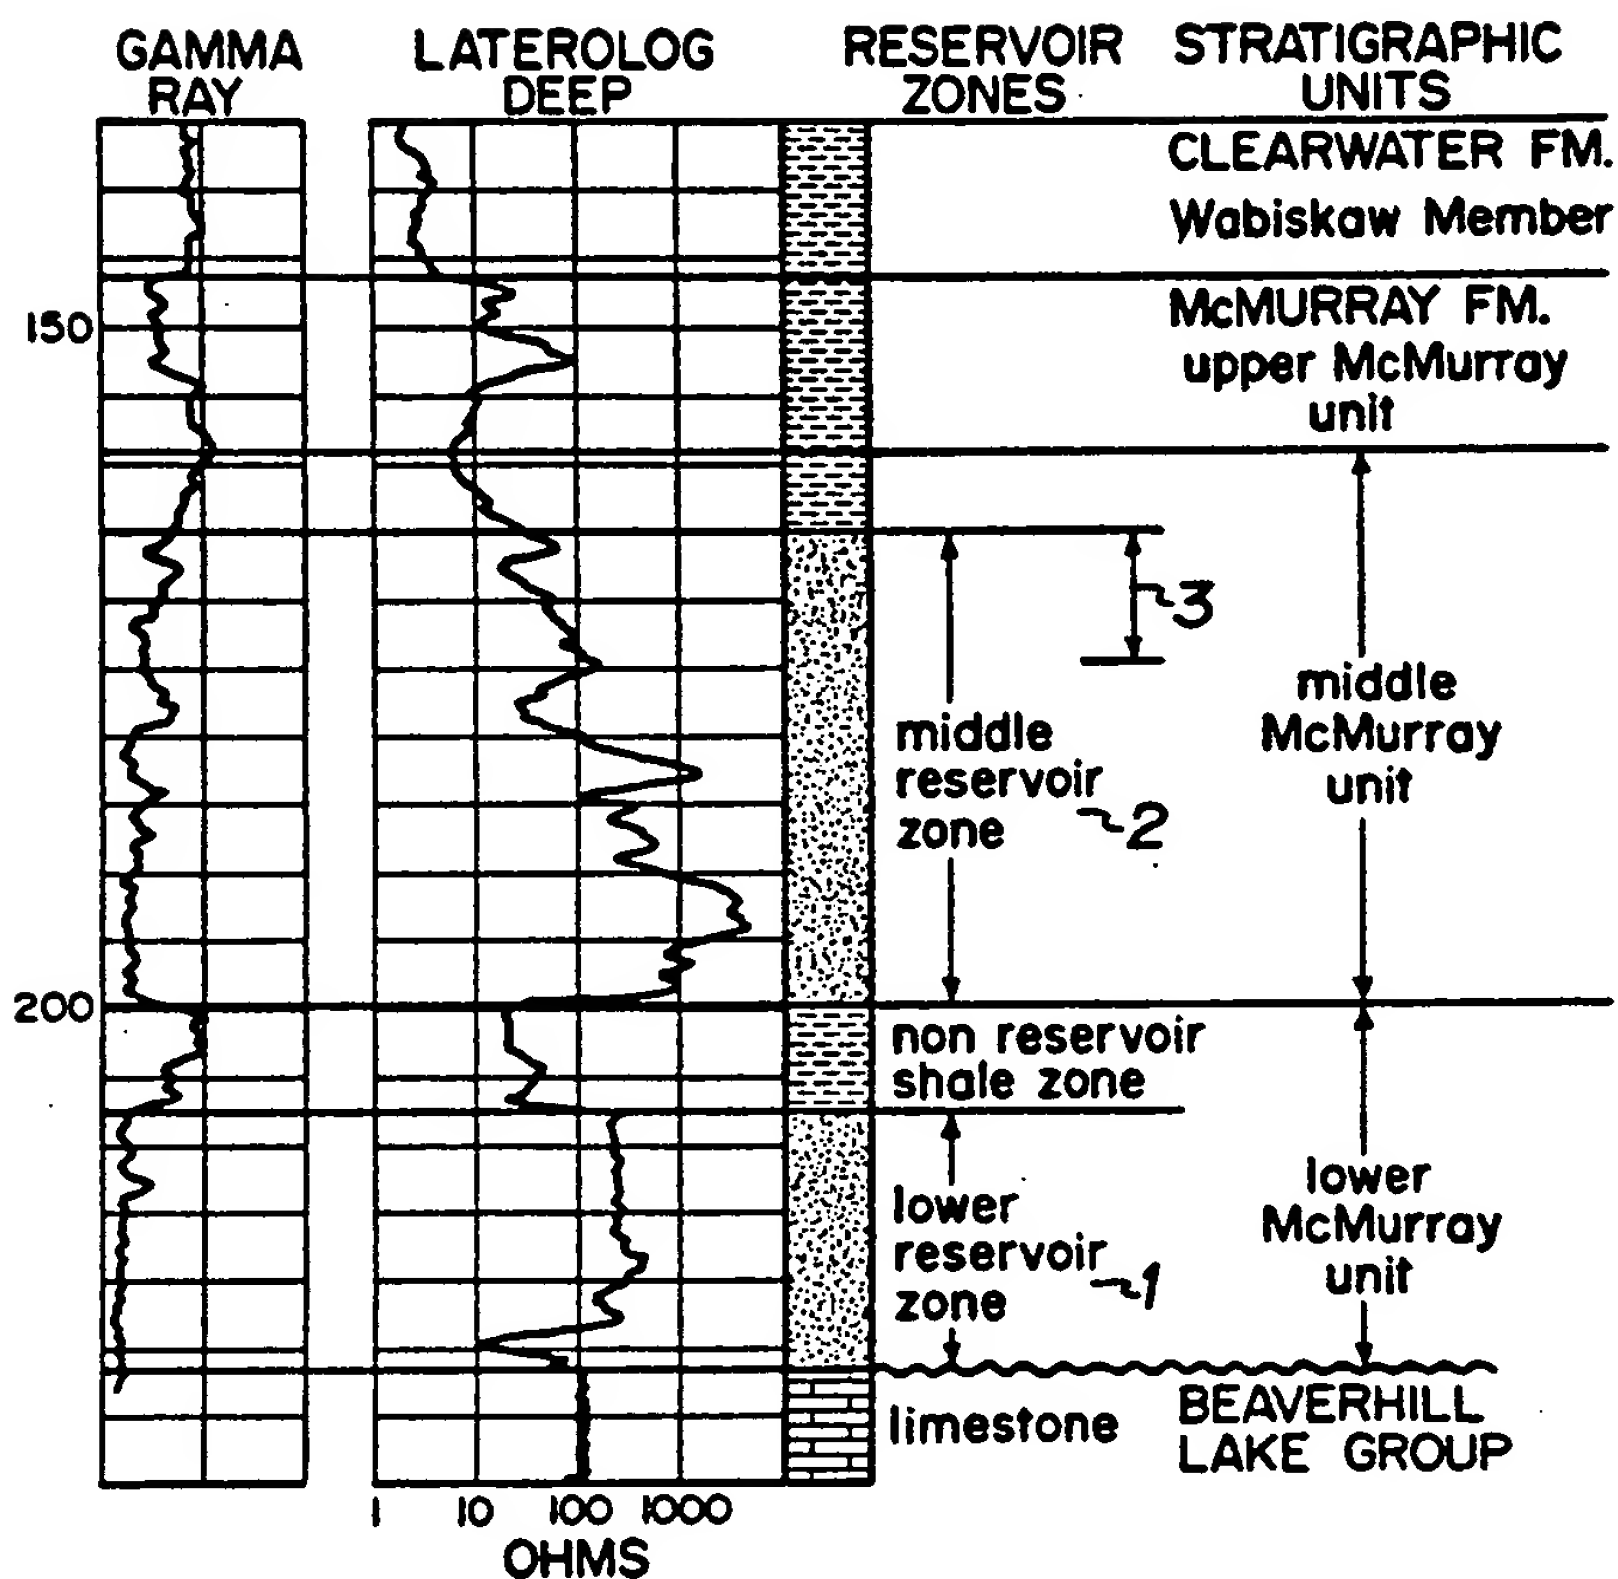 GAMMA
RAY
LATEROLOG
DEEP
RESERVOIR
ZONES
STRATIGRAPHIC
UNITS
CLEARWATER FM.
Wabiskaw Member
150
McMURRAY FM.
upper McMurray
unit
3
middle
McMurray
unit
middle
reservoir
zone
2
200
non reservoir
shale zone
lower
reservoir
zone
1
lower
McMurray
unit
limestone
BEAVERHILL
LAKE GROUP
1 10 100 1000
OHMS